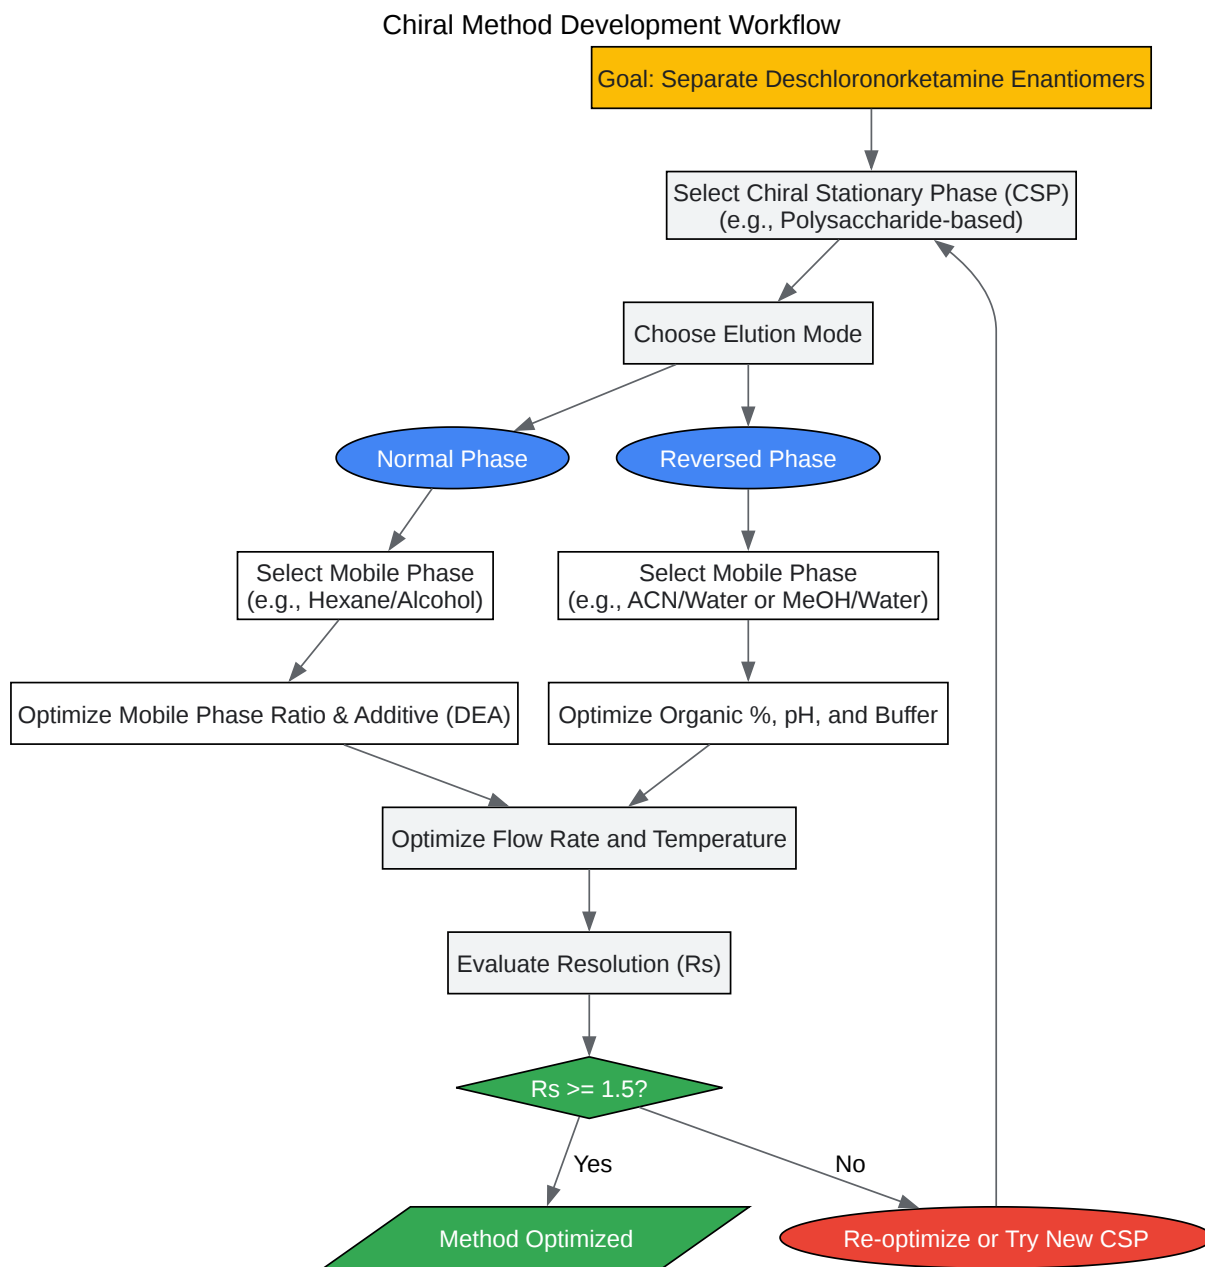 Chiral Method Development Workflow
Goal: Separate Deschloronorketamine Enantiomers
Select Chiral Stationary Phase (CSP)
(e.g., Polysaccharide-based)
Choose Elution Mode
Normal Phase
Reversed Phase
Select Mobile Phase
(e.g., Hexane/Alcohol)
Select Mobile Phase
(e.g., ACN/Water or MeOH/Water)
Optimize Mobile Phase Ratio & Additive (DEA)
Optimize Organic %, pH, and Buffer
Optimize Flow Rate and Temperature
Evaluate Resolution (Rs)
Rs >= 1.5?
Yes
No
Method Optimized
Re-optimize or Try New CSP